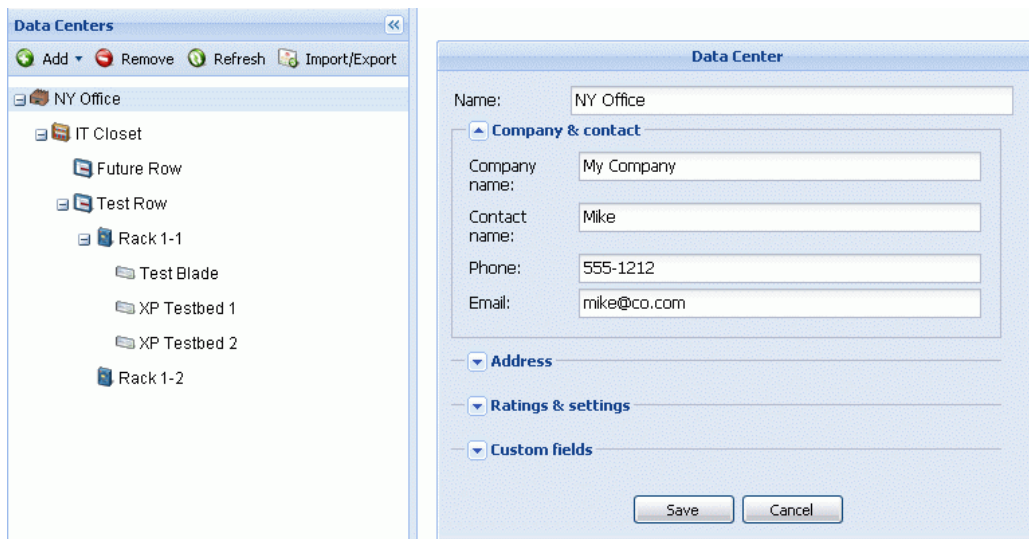 Data Centers
Add Remove Refresh Import/Export
NY Office
IT Closet
Future Row
Test Row
Rack 1-1
Test Blade
XP Testbed 1
XP Testbed 2
Rack 1-2
Data Center
Name: NY Office
Company & contact
Company name: My Company
Contact name: Mike
Phone: 555-1212
Email: mike@co.com
Address
Ratings & settings
Custom fields
Save Cancel